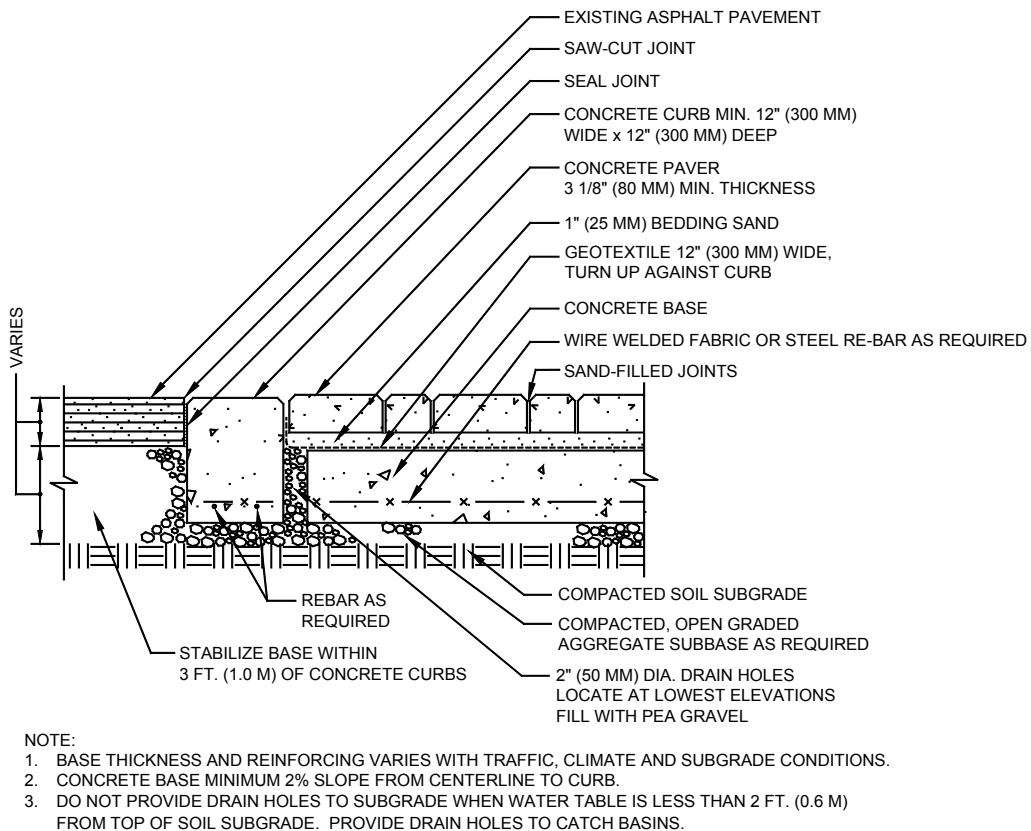 EXISTING ASPHALT PAVEMENT
SAW-CUT JOINT
SEAL JOINT
CONCRETE CURB MIN. 12" (300 MM)
WIDE x 12" (300 MM) DEEP
CONCRETE PAVER
3 1/8" (80 MM) MIN. THICKNESS
1" (25 MM) BEDDING SAND
GEOTEXTILE 12" (300 MM) WIDE,
TURN UP AGAINST CURB
CONCRETE BASE
WIRE WELDED FABRIC OR STEEL RE-BAR AS REQUIRED
SAND-FILLED JOINTS
VARIES
COMPACTED SOIL SUBGRADE
COMPACTED, OPEN GRADED
AGGREGATE SUBBASE AS REQUIRED
2" (50 MM) DIA. DRAIN HOLES
LOCATE AT LOWEST ELEVATIONS
FILL WITH PEA GRAVEL
REBAR AS
REQUIRED
STABILIZE BASE WITHIN
3 FT. (1.0 M) OF CONCRETE CURBS
NOTE:
1. BASE THICKNESS AND REINFORCING VARIES WITH TRAFFIC, CLIMATE AND SUBGRADE CONDITIONS.
2. CONCRETE BASE MINIMUM 2% SLOPE FROM CENTERLINE TO CURB.
3. DO NOT PROVIDE DRAIN HOLES TO SUBGRADE WHEN WATER TABLE IS LESS THAN 2 FT. (0.6 M)
FROM TOP OF SOIL SUBGRADE. PROVIDE DRAIN HOLES TO CATCH BASINS.